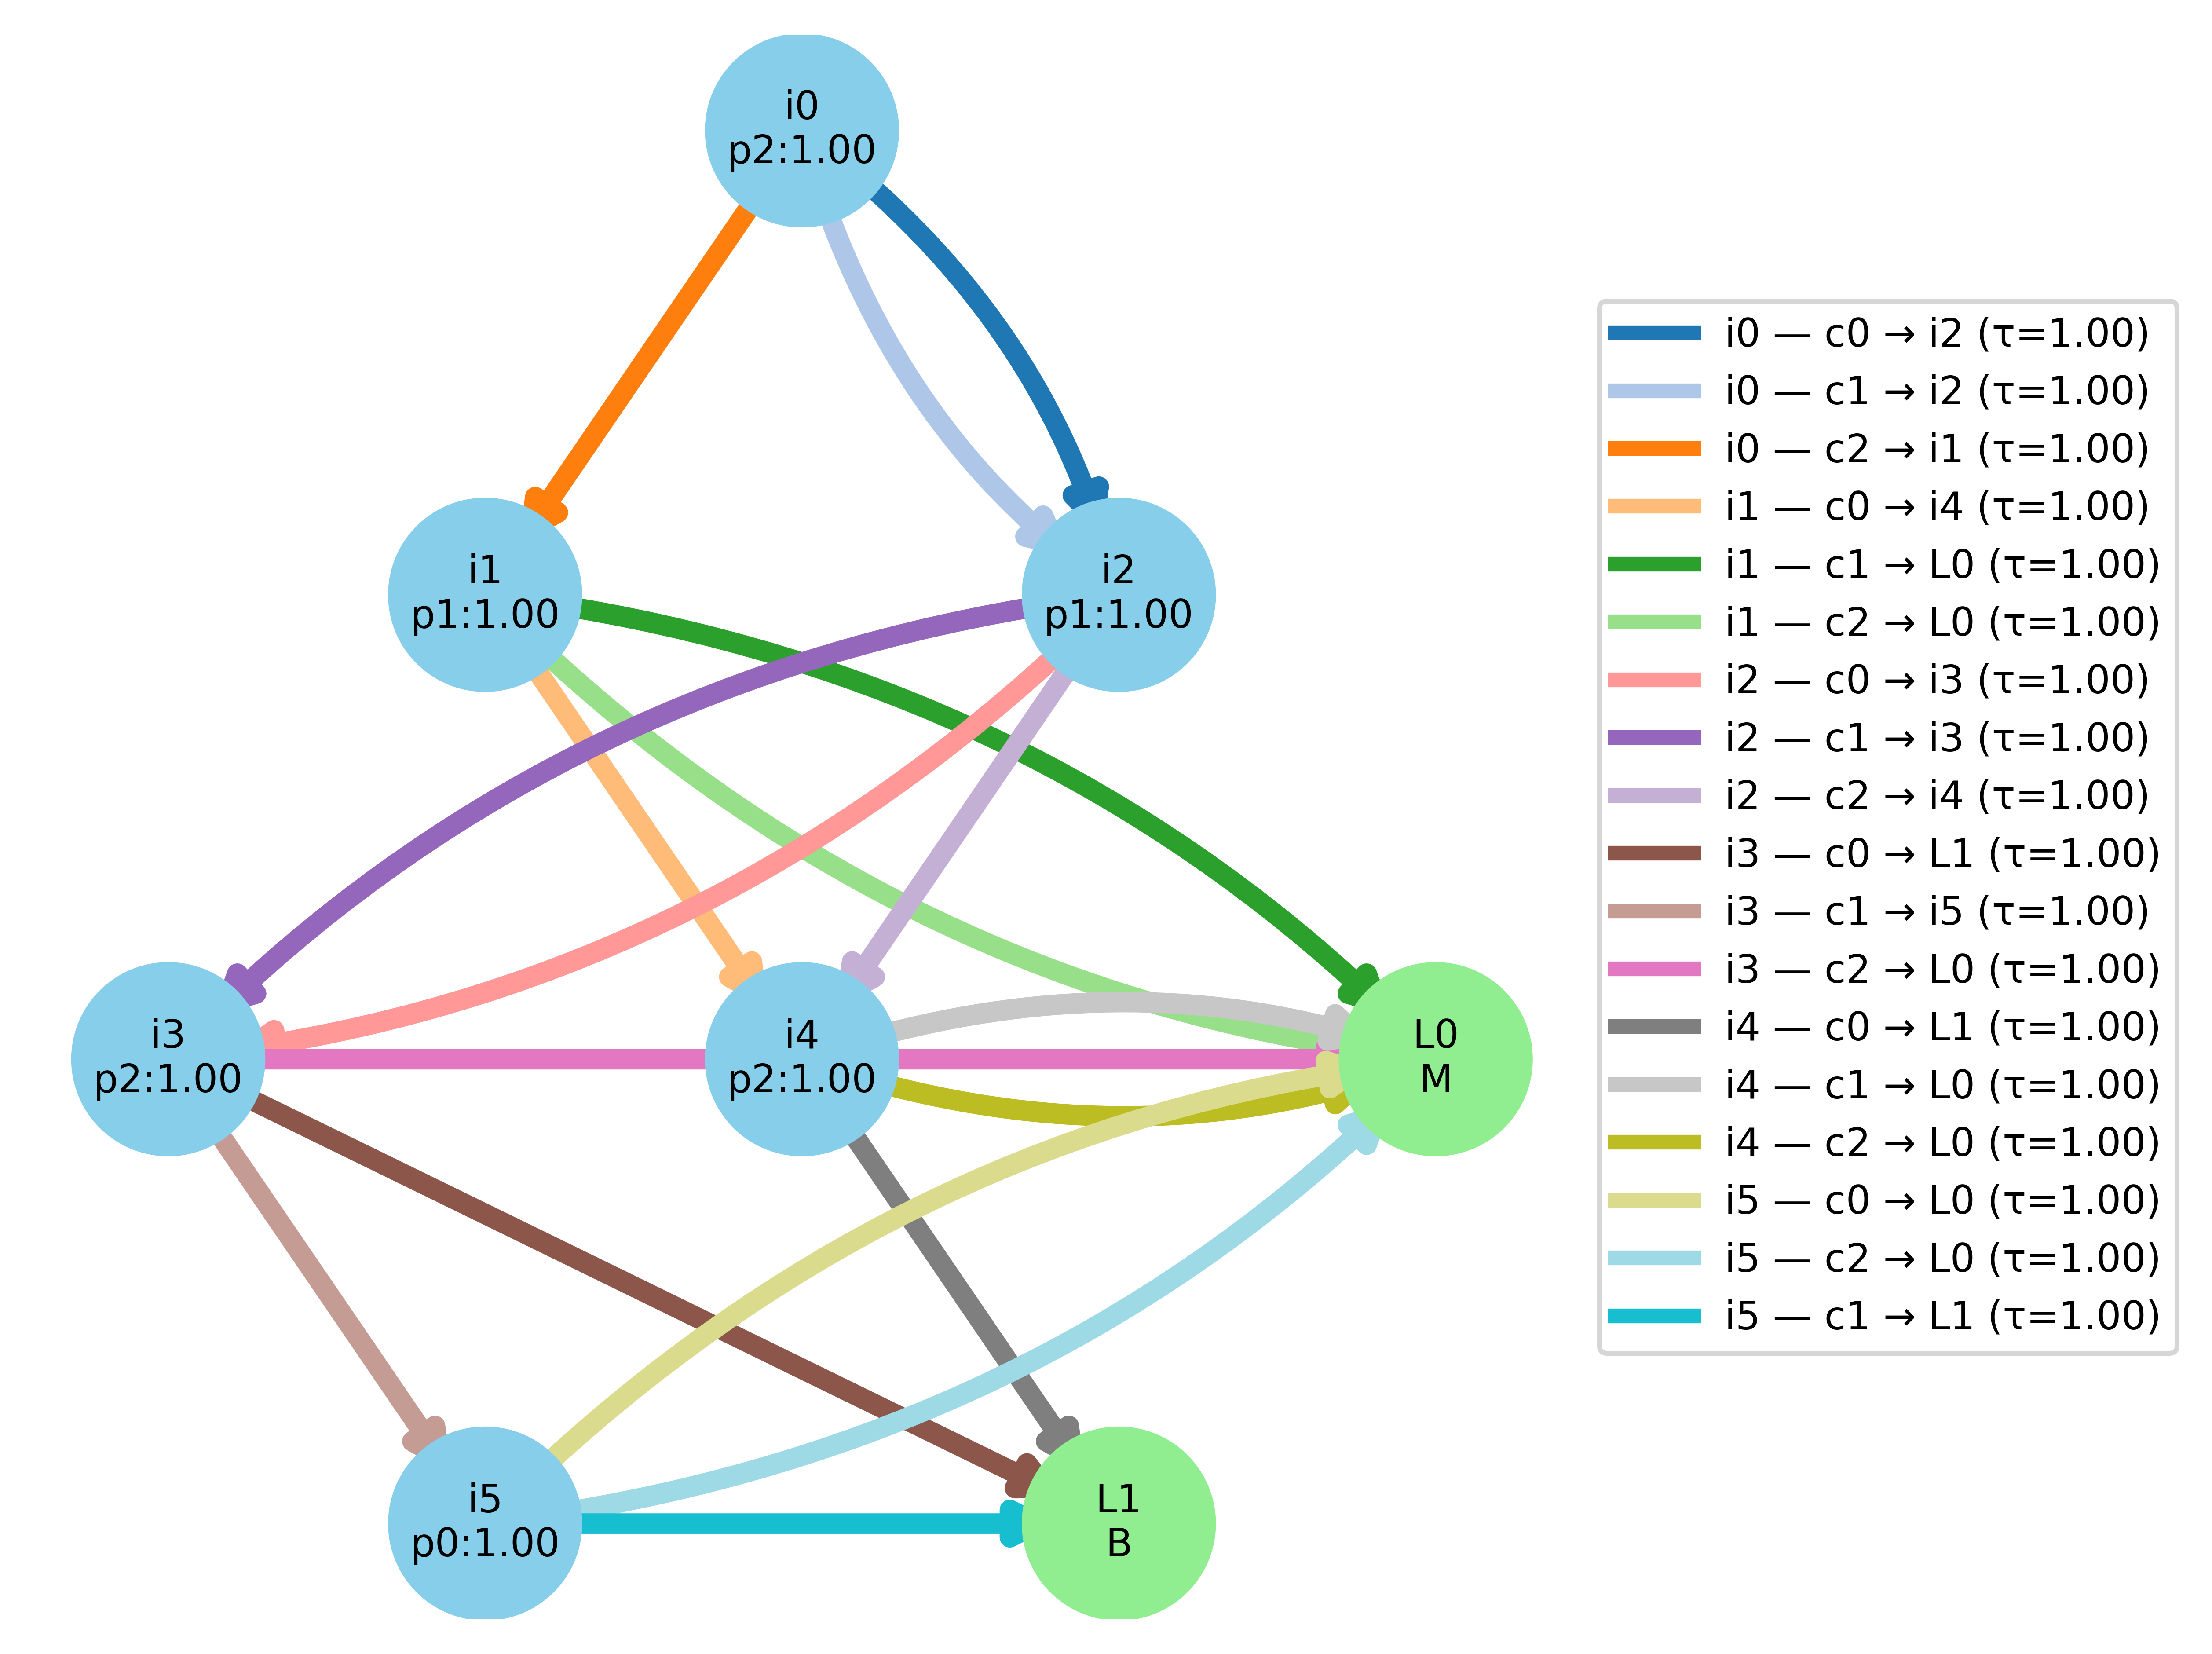 i0
p2:1.00
i1
p1:1.00
i2
p1:1.00
i3
p2:1.00
i4
p2:1.00
L0
M
i5
p0:1.00
L1
B
i0 — c0 → i2 (τ=1.00)
i0 — c1 → i2 (τ=1.00)
i0 — c2 → i1 (τ=1.00)
i1 — c0 → i4 (τ=1.00)
i1 — c1 → L0 (τ=1.00)
i1 — c2 → L0 (τ=1.00)
i2 — c0 → i3 (τ=1.00)
i2 — c1 → i3 (τ=1.00)
i2 — c2 → i4 (τ=1.00)
i3 — c0 → L1 (τ=1.00)
i3 — c1 → i5 (τ=1.00)
i3 — c2 → L0 (τ=1.00)
i4 — c0 → L1 (τ=1.00)
i4 — c1 → L0 (τ=1.00)
i4 — c2 → L0 (τ=1.00)
i5 — c0 → L0 (τ=1.00)
i5 — c2 → L0 (τ=1.00)
i5 — c1 → L1 (τ=1.00)